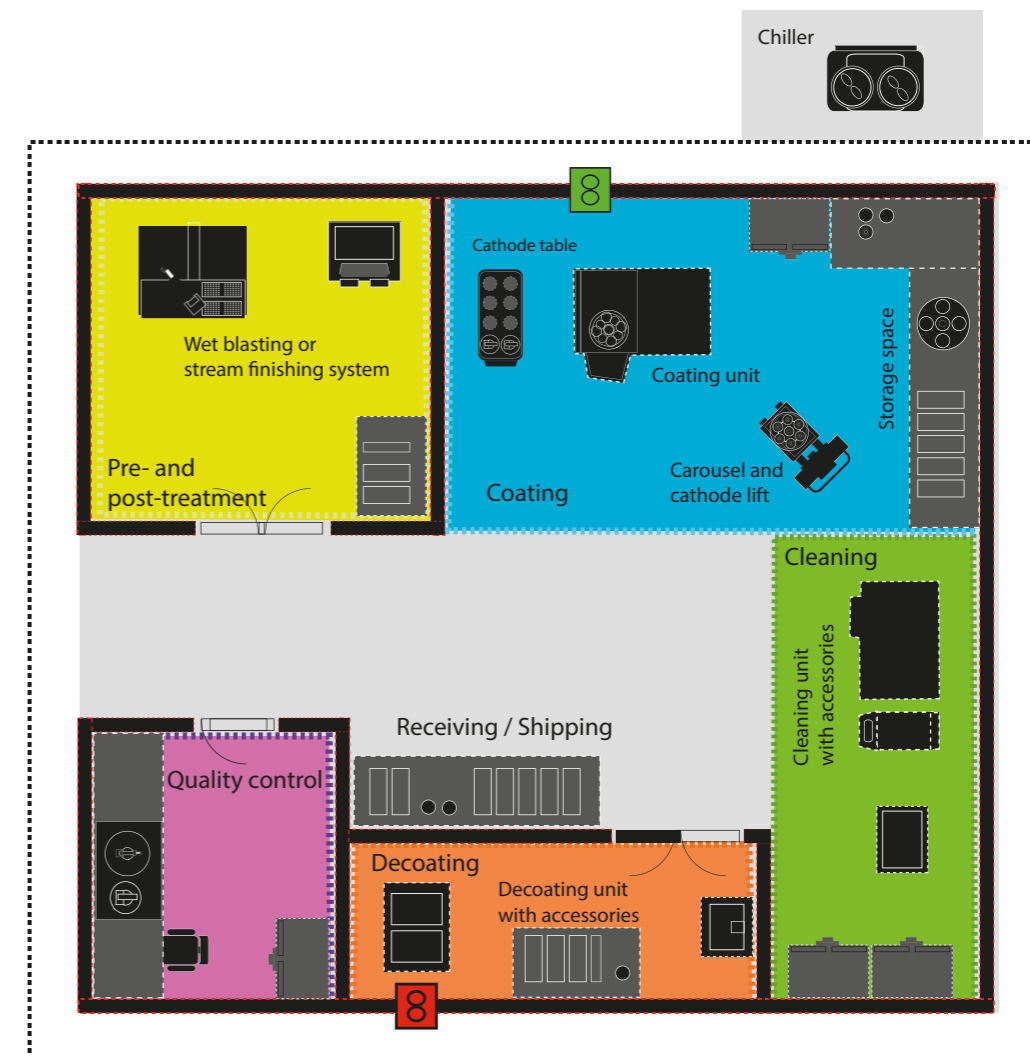 Chiller
Cathode table
Wet blasting or
stream finishing system
Coating unit
Storage space
Pre- and
post-treatment
Coating
Carousel and
cathode lift
Cleaning
Cleaning unit
with accessories
Receiving / Shipping
Quality control
Decoating
Decoating unit
with accessories